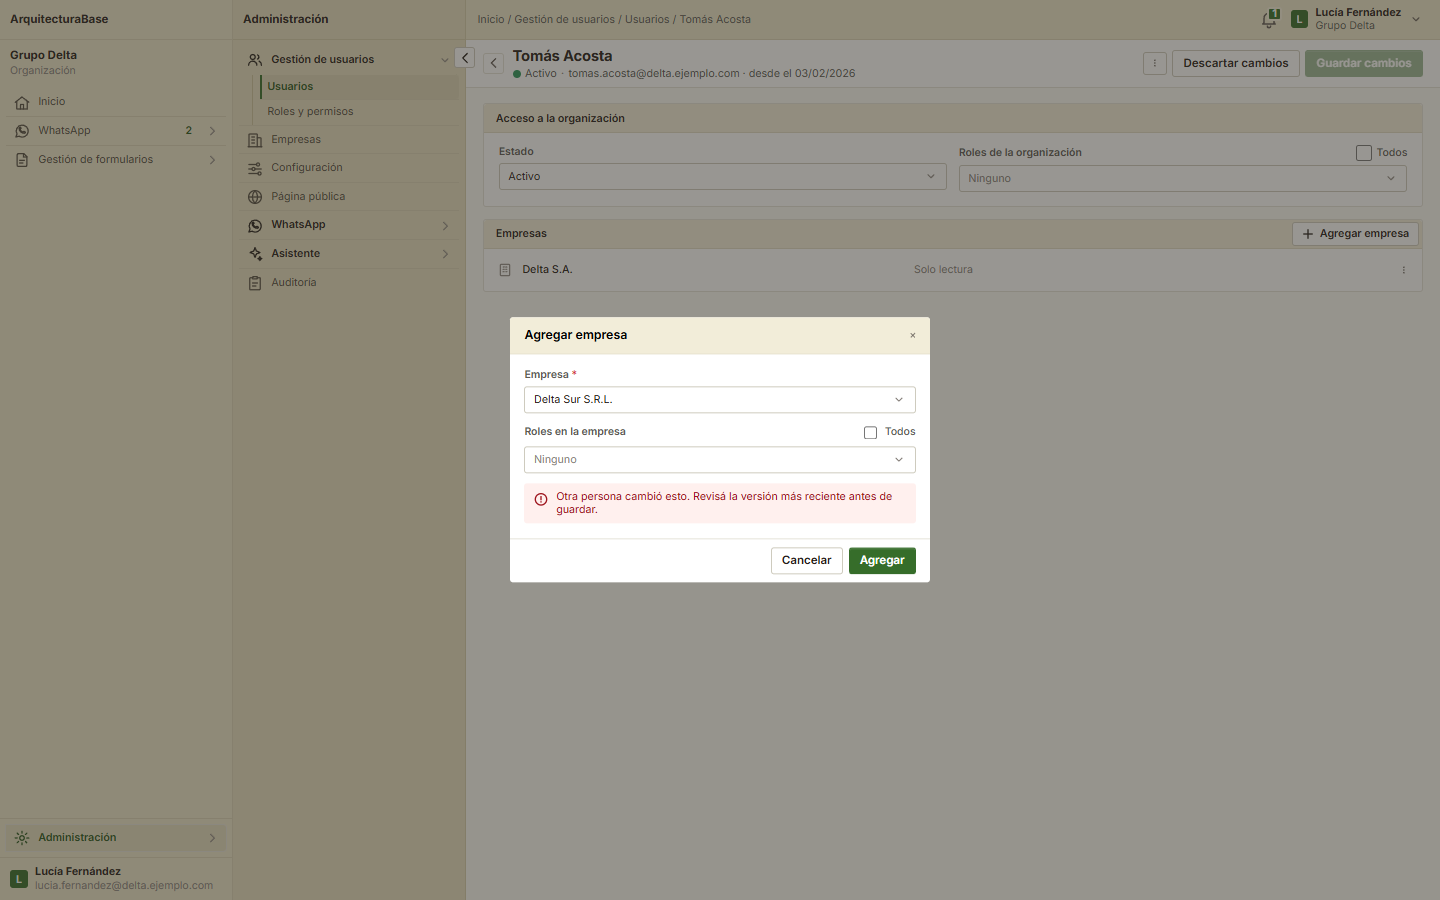 ArquitecturaBase
Grupo Delta
Organización
Inicio
WhatsApp 2
Gestión de formularios
Administración
L
Lucía Fernández
lucia.fernandez@delta.ejemplo.com
Administración
Gestión de usuarios
Usuarios
Roles y permisos
Empresas
Configuración
Página pública
WhatsApp
Asistente
Auditoría
Inicio / Gestión de usuarios / Usuarios / Tomás Acosta
1
L
Lucía Fernández
Grupo Delta
Tomás Acosta
Activo · tomas.acosta@delta.ejemplo.com · desde el 03/02/2026
Descartar cambios
Guardar cambios
Acceso a la organización
Estado
Activo
Roles de la organización
Todos
Ninguno
Empresas
+ Agregar empresa
Delta S.A.
Solo lectura
Agregar empresa
×
Empresa *
Delta Sur S.R.L.
Roles en la empresa
Todos
Ninguno
Otra persona cambió esto. Revisá la versión más reciente antes de
guardar.
Cancelar
Agregar